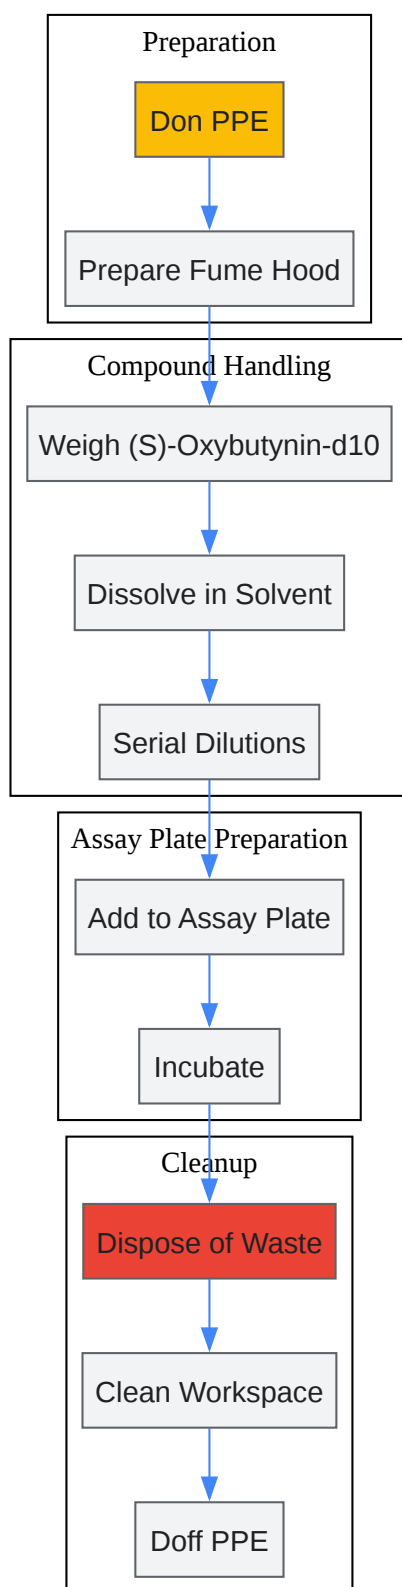 Preparation
Don PPE
Prepare Fume Hood
Compound Handling
Weigh (S)-Oxybutynin-d10
Dissolve in Solvent
Serial Dilutions
Assay Plate Preparation
Add to Assay Plate
Incubate
Cleanup
Dispose of Waste
Clean Workspace
Doff PPE